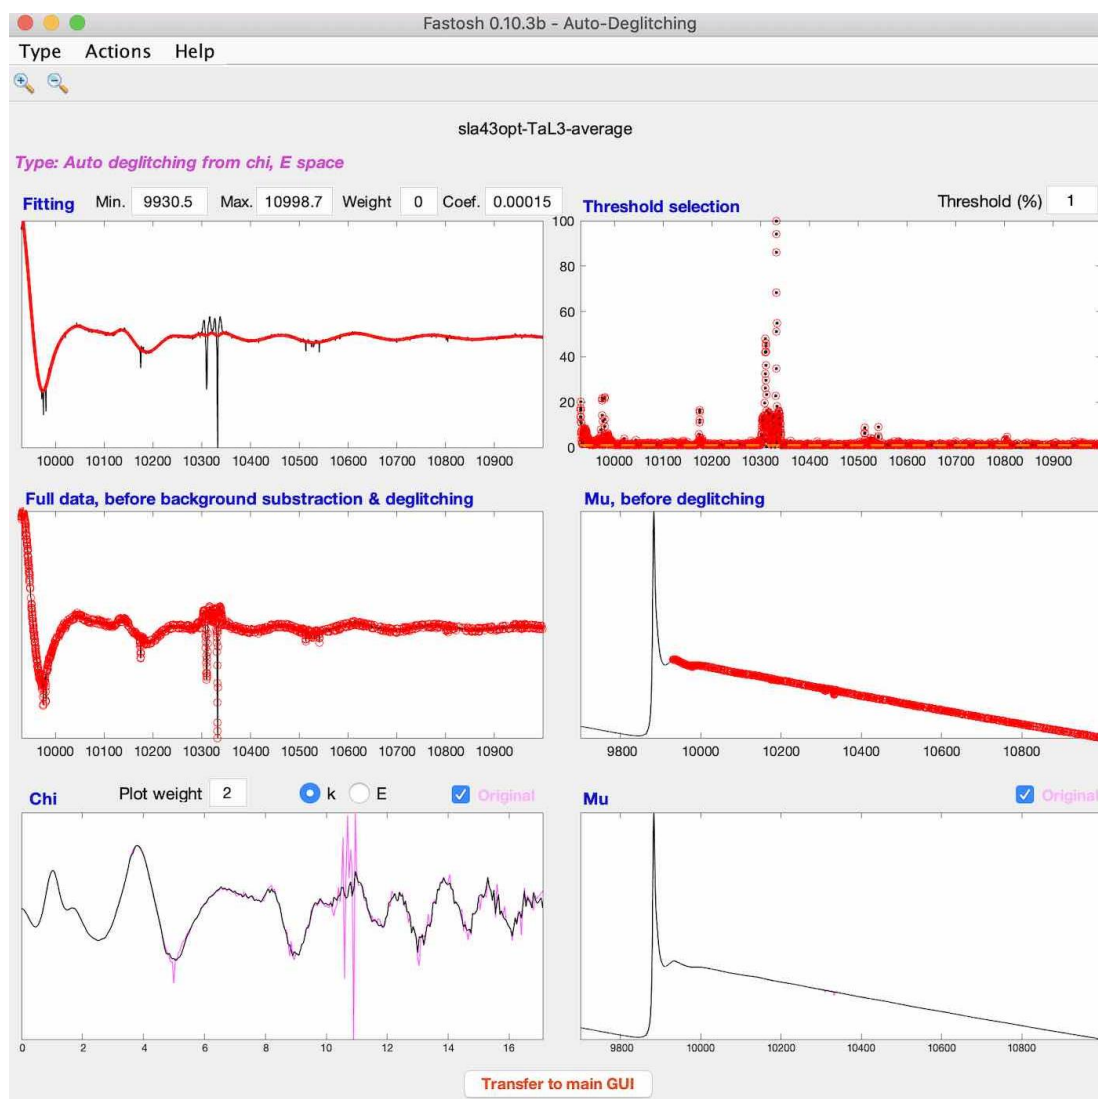 Fastosh 0.10.3b - Auto-Deglitching
Type Actions Help
sla43opt-TaL3-average
Type: Auto deglitching from chi, E space
Fitting Min. 9930.5 Max. 10998.7 Weight 0 Coef. 0.00015
Threshold selection Threshold (%) 1
100
80
60
40
20
0
10000 10100 10200 10300 10400 10500 10600 10700 10800 10900
10000 10100 10200 10300 10400 10500 10600 10700 10800 10900
Full data, before background substraction & deglitching
Mu, before deglitching
10000 10100 10200 10300 10400 10500 10600 10700 10800 10900
9800 10000 10200 10400 10600 10800
Chi Plot weight 2 k E Original
Mu Original
0 2 4 6 8 10 12 14 16
9800 10000 10200 10400 10600 10800
Transfer to main GUI